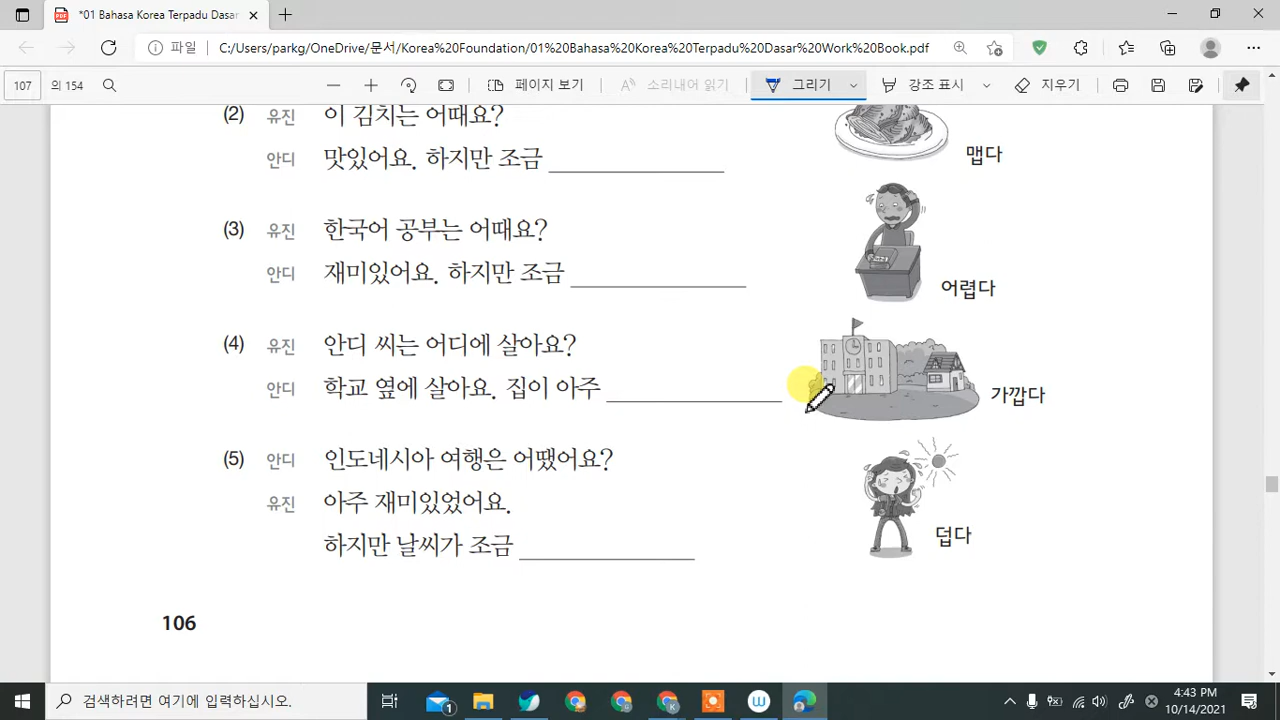 *01 Bahasa Korea Terpadu Dasar
파일 C:/Users/parkg/OneDrive/문서/Korea%20Foundation/01%20Bahasa%20Korea%20Terpadu%20Dasar%20Work%20Book.pdf
107 의 154 페이지 보기 소리내어 읽기 그리기 강조 표시 지우기
(2) 유진 이 김치는 어때요?
안디 맛있어요. 하지만 조금
맵다
(3) 유진 한국어 공부는 어때요?
안디 재미있어요. 하지만 조금
어렵다
(4) 유진 안디 씨는 어디에 살아요?
안디 학교 옆에 살아요. 집이 아주
가깝다
(5) 안디 인도네시아 여행은 어땠어요?
유진 아주 재미있었어요.
하지만 날씨가 조금
덥다
106
검색하려면 여기에 입력하십시오.
4:43 PM
10/14/2021